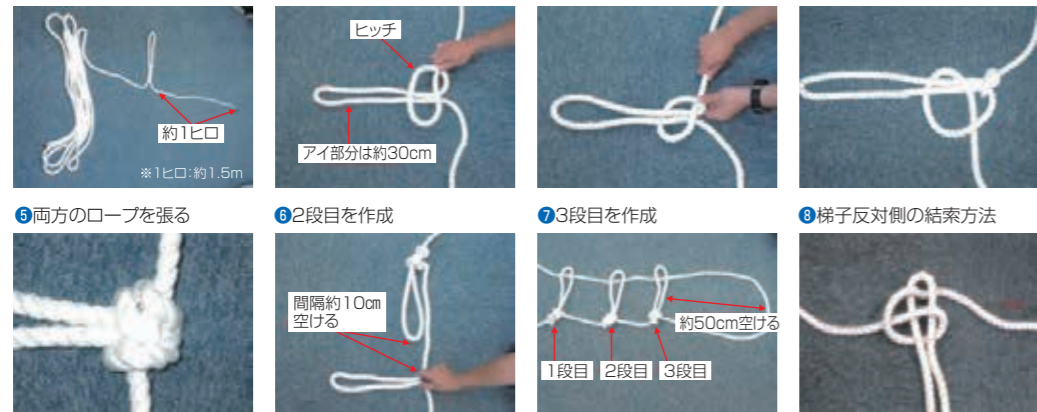 約1ヒロ
※1ヒロ:約1.5m
ヒッチ
アイ部分は約30cm
❺両方のロープを張る
❻2段目を作成
❼3段目を作成
❽梯子反対側の結索方法
間隔約10㎝
空ける
約50cm空ける
1段目
2段目
3段目